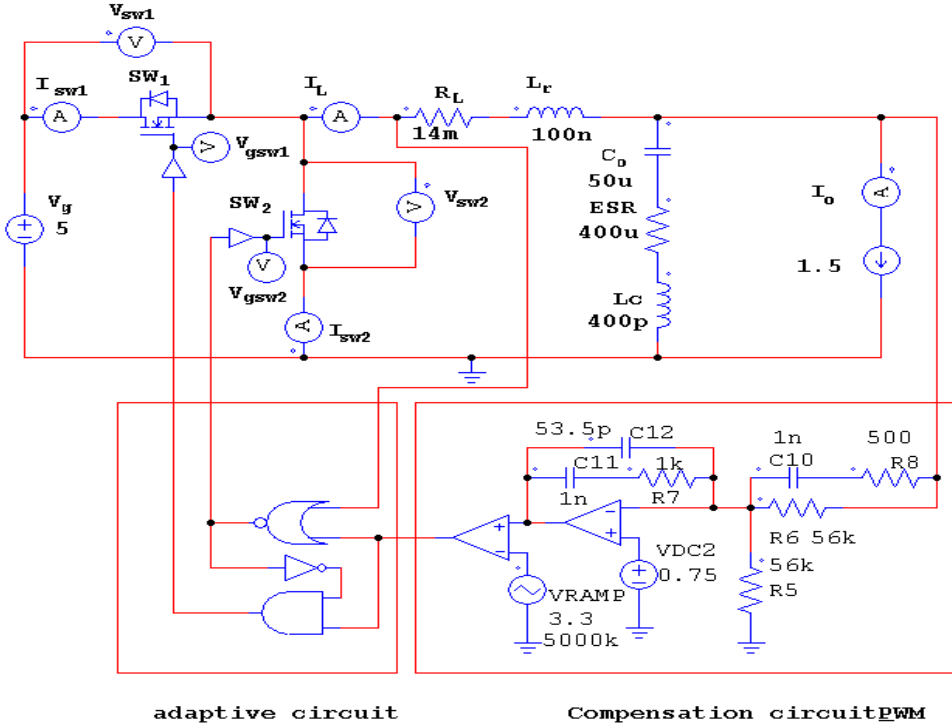 Vsw1
V
Isw1
SW1
IL
RL
Lr
A
A
14m
100n
V
Vgsw1
Co
50u
A
Io
Vg
5
SW2
V
Vsw2
ESR
400u
V
1.5
Vgsw2
Lc
400p
A
Isw2
53.5p
C12
1n
500
C11
1k
C10
R8
1n
R7
R6 56k
VDC2
56k
0.75
R5
VRAMP
3.3
5000k
adaptive circuit
Compensation circuitPWM